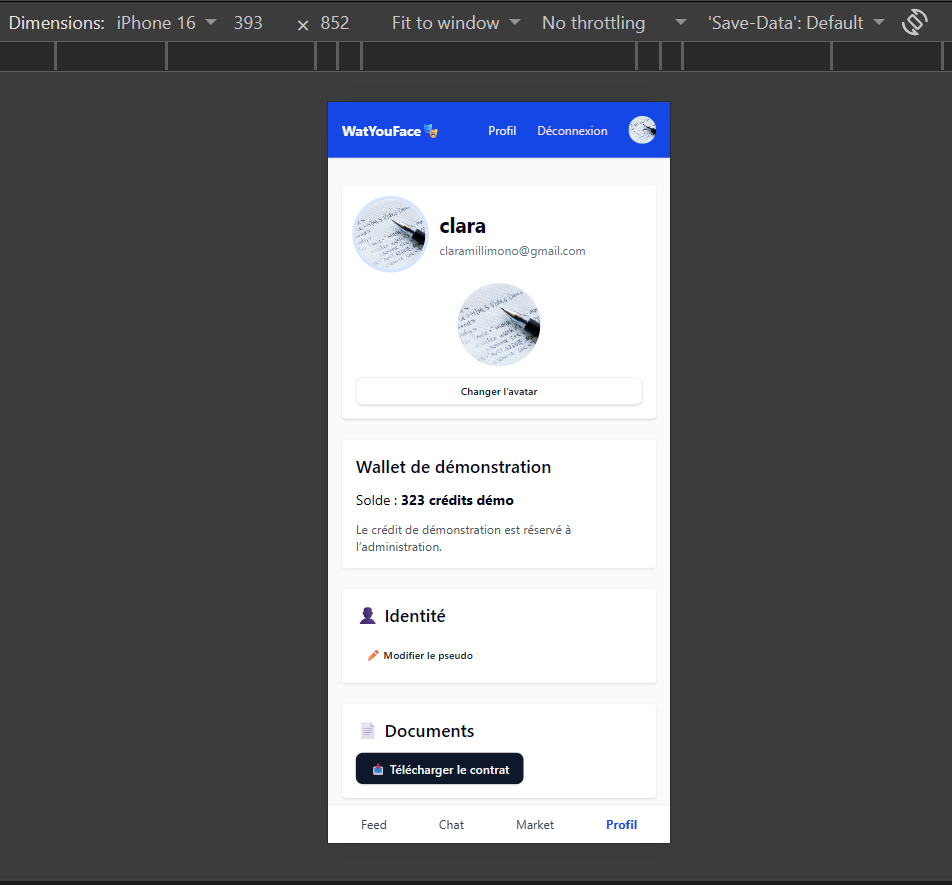 Dimensions: iPhone 16 393 × 852 Fit to window No throttling 'Save-Data': Default
WatYouFace Profil Déconnexion
clara
claramillimono@gmail.com
Changer l'avatar
Wallet de démonstration
Solde : 323 crédits démo
Le crédit de démonstration est réservé à
l'administration.
Identité
Modifier le pseudo
Documents
Télécharger le contrat
Feed Chat Market Profil